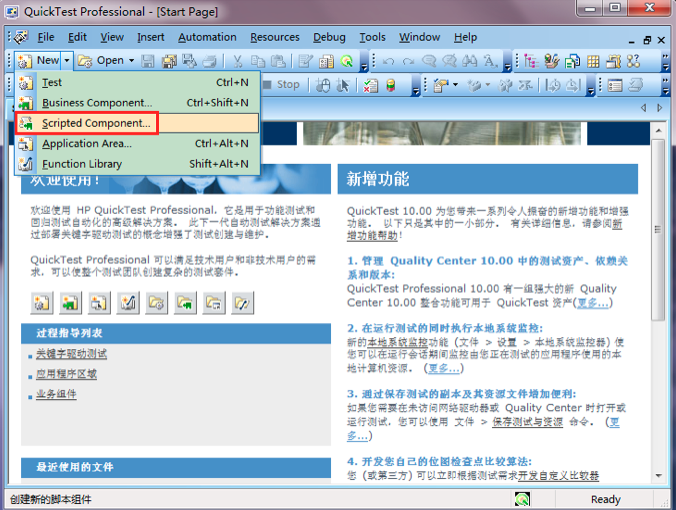 QuickTest Professional - [Start Page]
File Edit View Insert Automation Resources Debug Tools Window Help
New Open
Stop
Test Ctrl+N
Business Component... Ctrl+Shift+N
Scripted Component...
Application Area... Ctrl+Alt+N
Function Library Shift+Alt+N
欢迎使用！
欢迎使用 HP QuickTest Professional，它是用于功能测试和
回归测试自动化的高级解决方案。 此下一代自动测试解决方案通
过部署关键字驱动测试的概念增强了测试创建与维护。
QuickTest Professional 可以满足技术用户和非技术用户的需
求，可以使整个测试团队创建复杂的测试套件。
过程指导列表
关键字驱动测试
应用程序区域
业务组件
最近使用的文件
新增功能
QuickTest 10.00 为您带来一系列令人振奋的新增功能和增强
功能。 以下只是其中的一小部分。 有关详细信息，请参阅新
增功能帮助！
1. 管理 Quality Center 10.00 中的测试资产、依赖关
系和版本:
QuickTest Professional 10.00 有一组强大的新 Quality
Center 10.00 整合功能可用于 QuickTest 资产(更多...)
2. 在运行测试的同时执行本地系统监控:
新的本地系统监控功能 (文件 > 设置 > 本地系统监控器) 使
您可以在运行会话期间监控由您正在测试的应用程序使用的本
地计算机资源。 (更多...)
3. 通过保存测试的副本及其资源文件增加便利:
如果您需要在未访问网络驱动器或 Quality Center 时打开或
运行测试，您可以使用 文件 > 保存测试与资源 命令。 (更
多...)
4. 开发您自己的位图检查点比较算法:
您 (或第三方) 可以立即根据测试需求开发自定义比较器
创建新的脚本组件
Ready